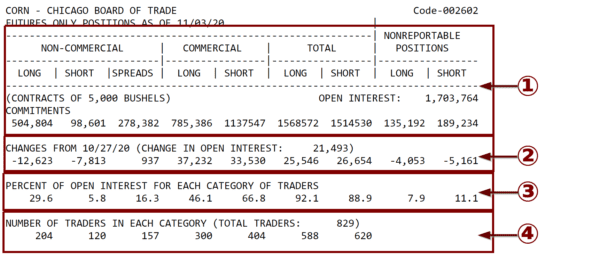 CORN - CHICAGO BOARD OF TRADE Code-002602
FUTURES ONLY POSITIONS AS OF 11/03/20 |
--------------------------------------------------------------| NONREPORTABLE
NON-COMMERCIAL | COMMERCIAL | TOTAL | POSITIONS
--------------------------|-----------------|-----------------|-----------------
LONG | SHORT |SPREADS | LONG | SHORT | LONG | SHORT | LONG | SHORT
--------------------------------------------------------------------------------
(CONTRACTS OF 5,000 BUSHELS) OPEN INTEREST: 1,703,764
COMMITMENTS
504,804 98,601 278,382 785,386 1137547 1568572 1514530 135,192 189,234
①
CHANGES FROM 10/27/20 (CHANGE IN OPEN INTEREST: 21,493)
-12,623 -7,813 937 37,232 33,530 25,546 26,654 -4,053 -5,161
②
PERCENT OF OPEN INTEREST FOR EACH CATEGORY OF TRADERS
29.6 5.8 16.3 46.1 66.8 92.1 88.9 7.9 11.1
③
NUMBER OF TRADERS IN EACH CATEGORY (TOTAL TRADERS: 829)
204 120 157 300 404 588 620
④